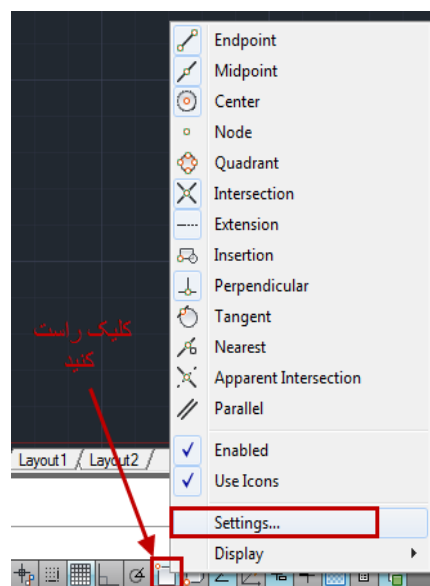 Endpoint
Midpoint
Center
Node
Quadrant
Intersection
Extension
Insertion
Perpendicular
Tangent
Nearest
Apparent Intersection
Parallel
Enabled
Use Icons
Settings...
Display
کلیک راست
کنید
Layout1 / Layout2 /